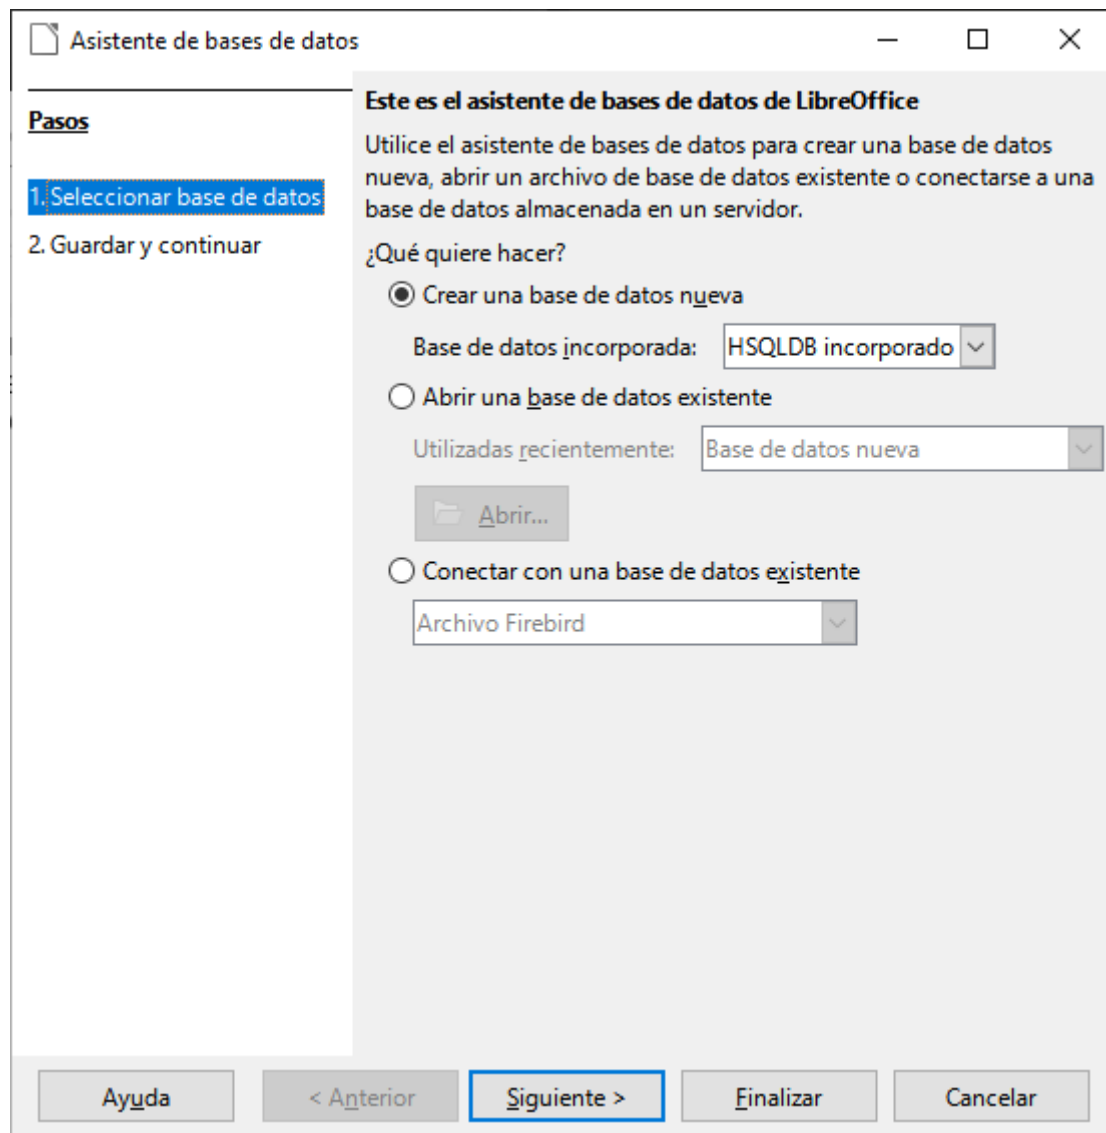 Asistente de bases de datos
Pasos
1. Seleccionar base de datos
2. Guardar y continuar
Este es el asistente de bases de datos de LibreOffice
Utilice el asistente de bases de datos para crear una base de datos
nueva, abrir un archivo de base de datos existente o conectarse a una
base de datos almacenada en un servidor.
¿Qué quiere hacer?
Crear una base de datos nueva
Base de datos incorporada: HSQLDB incorporado
Abrir una base de datos existente
Utilizadas recientemente: Base de datos nueva
Abrir...
Conectar con una base de datos existente
Archivo Firebird
Ayuda < Anterior Siguiente > Finalizar Cancelar